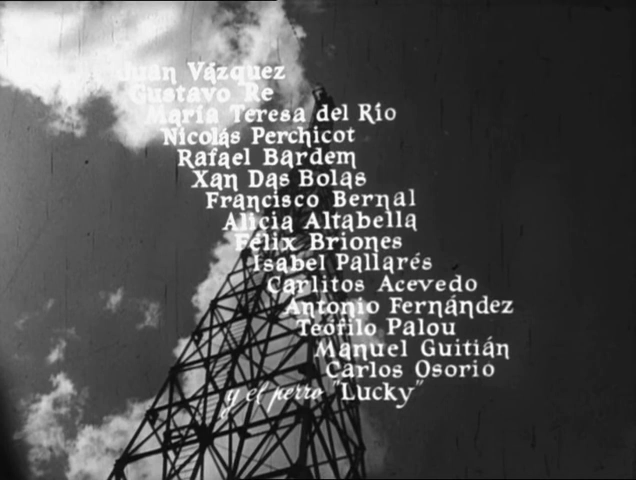 Juan Vázquez
Gustavo Re
María Teresa del Río
Nicolás Perchicot
Rafael Bardem
Xan Das Bolas
Francisco Bernal
Alicia Altabella
Félix Briones
Isabel Pallarés
Carlitos Acevedo
Antonio Fernández
Teófilo Palou
Manuel Guitián
Carlos Osorio
y el perro "Lucky"